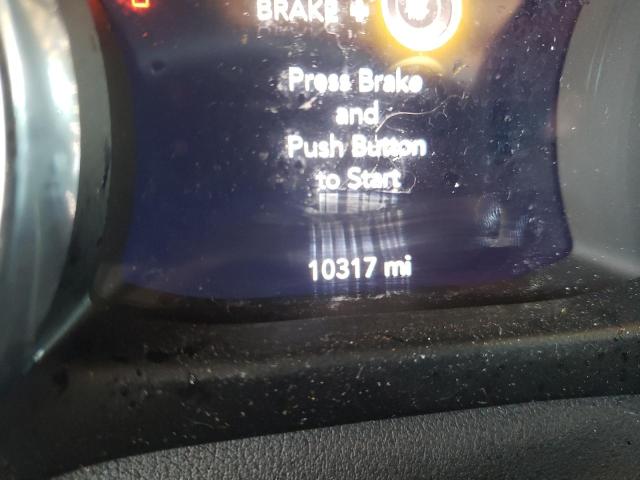 BRAKE
Press Brake
and
Push Button
to Start
10317 mi